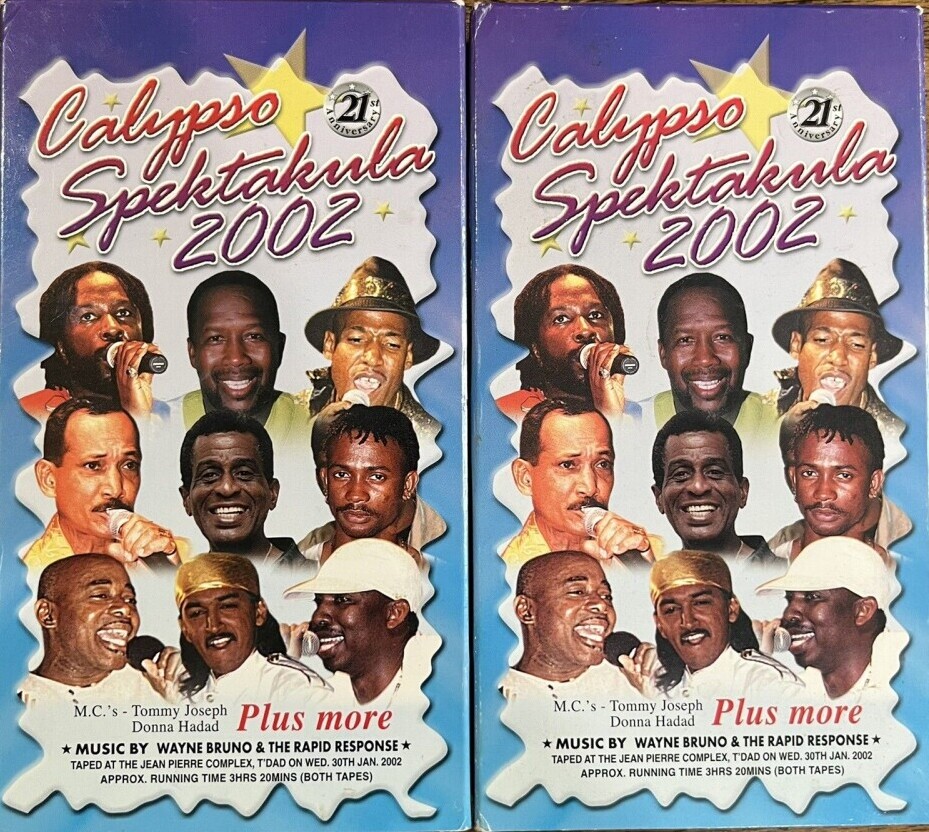 Calypso
21st
Anniversary
Spektakula
2002
M.C.'s - Tommy Joseph
Donna Hadad
Plus more
★ MUSIC BY WAYNE BRUNO & THE RAPID RESPONSE ★
TAPED AT THE JEAN PIERRE COMPLEX, T'DAD ON WED. 30TH JAN. 2002
APPROX. RUNNING TIME 3HRS 20MINS (BOTH TAPES)
Calypso
21st
Anniversary
Spektakula
2002
M.C.'s - Tommy Joseph
Donna Hadad
Plus more
★ MUSIC BY WAYNE BRUNO & THE RAPID RESPONSE ★
TAPED AT THE JEAN PIERRE COMPLEX, T'DAD ON WED. 30TH JAN. 2002
APPROX. RUNNING TIME 3HRS 20MINS (BOTH TAPES)